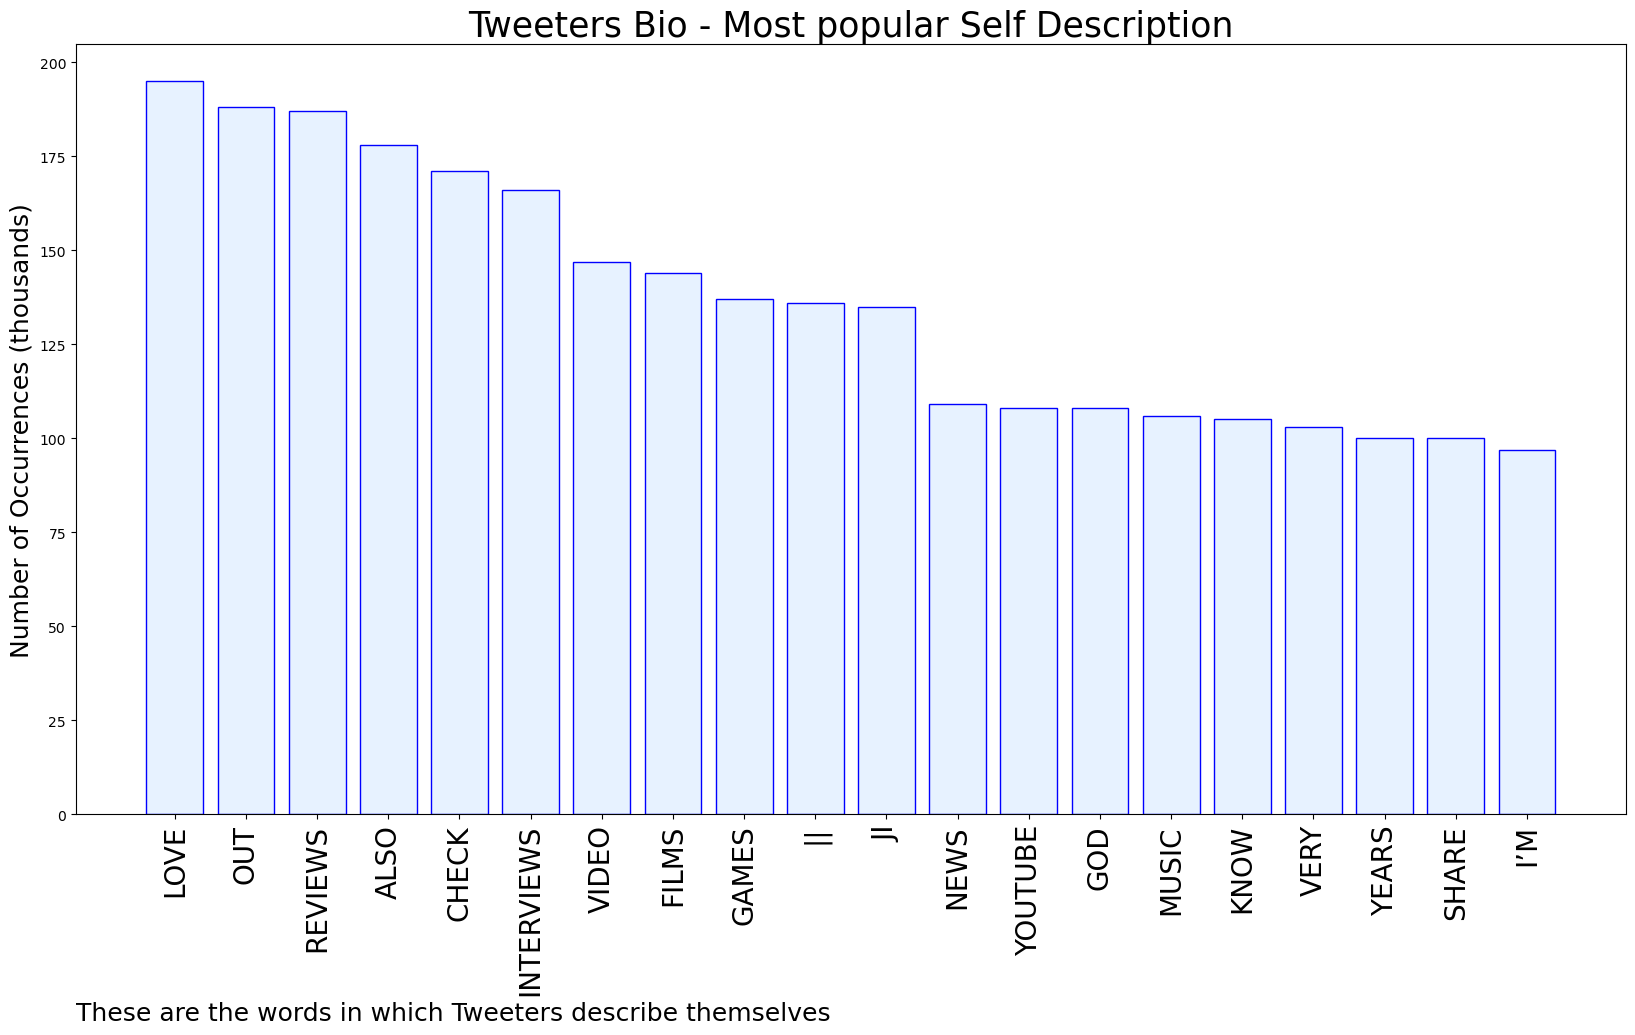 Tweeters Bio - Most popular Self Description
Number of Occurrences (thousands)
200
175
150
125
100
75
50
25
0
LOVE
OUT
REVIEWS
ALSO
CHECK
INTERVIEWS
VIDEO
FILMS
GAMES
||
JI
NEWS
YOUTUBE
GOD
MUSIC
KNOW
VERY
YEARS
SHARE
I’M
These are the words in which Tweeters describe themselves